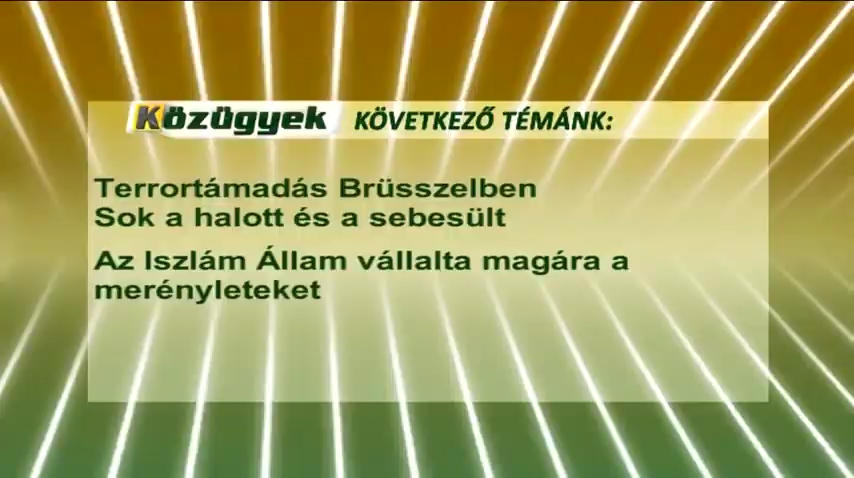 Közügyek KÖVETKEZŐ TÉMÁNK:
Terrortámadás Brüsszelben
Sok a halott és a sebesült
Az Iszlám Állam vállalta magára a
merényleteket